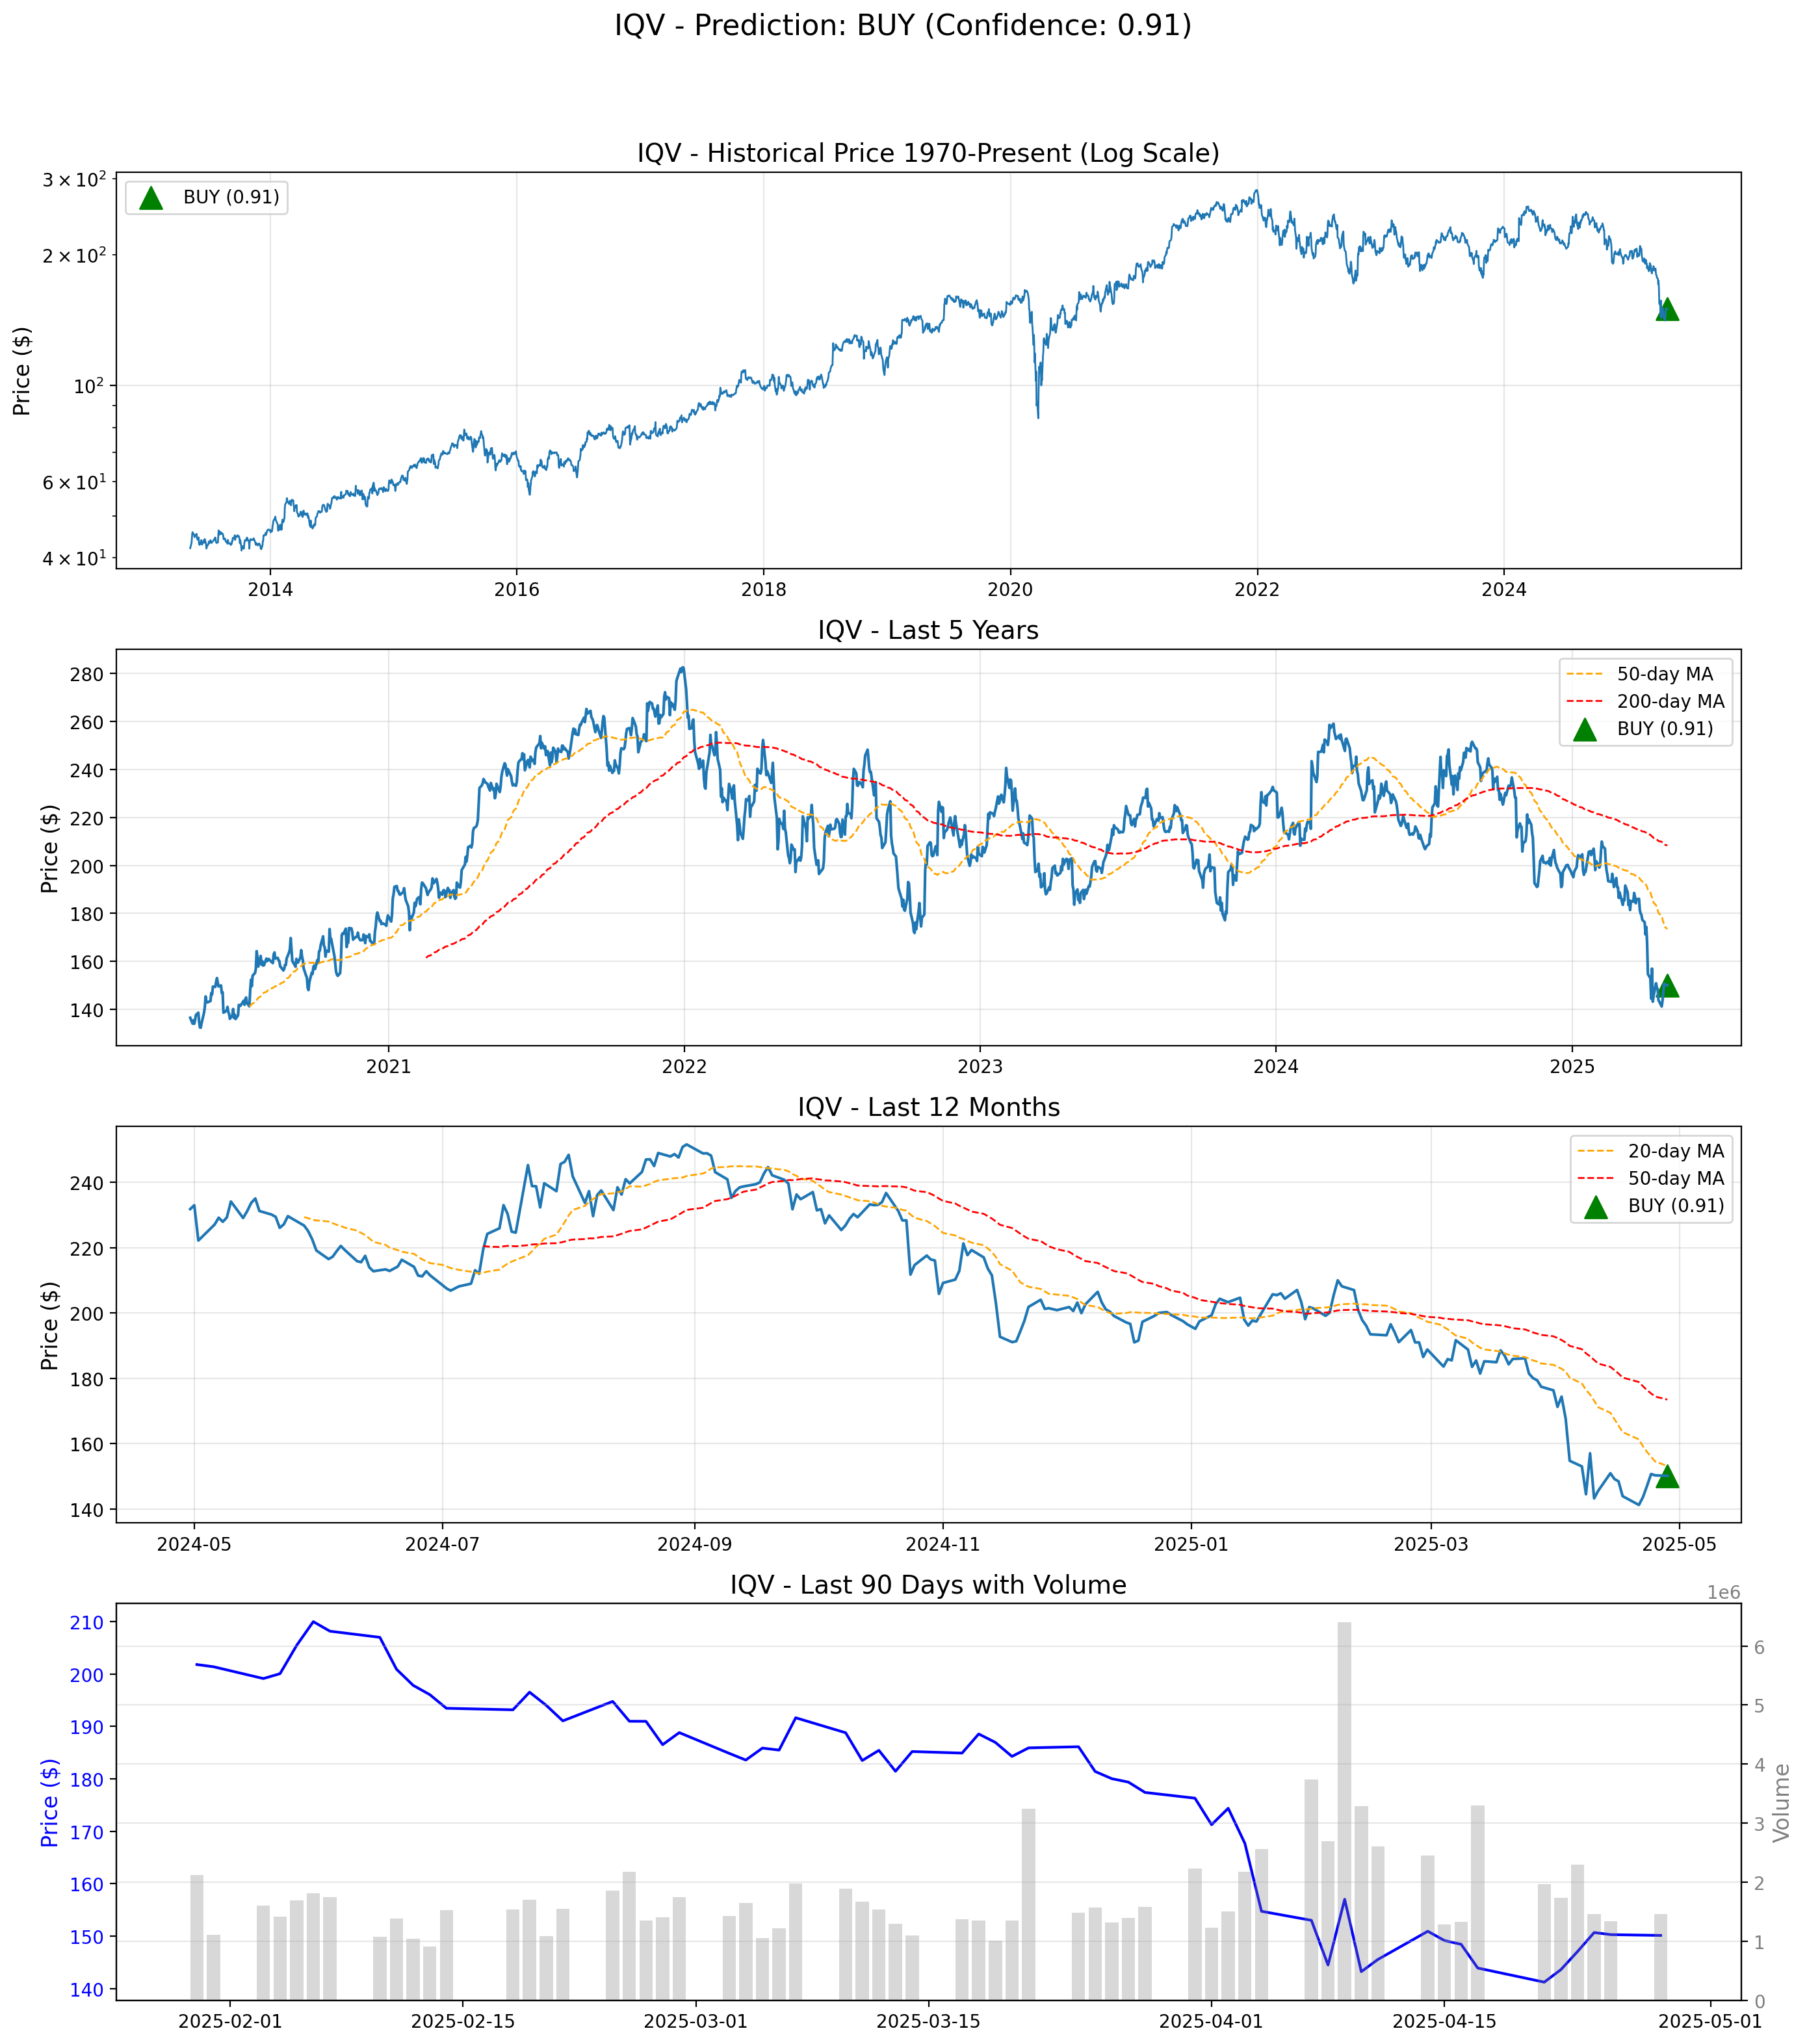 IQV - Prediction: BUY (Confidence: 0.91)
IQV - Historical Price 1970-Present (Log Scale)
Price ($)
3 × 10²
2 × 10²
10²
6 × 10¹
4 × 10¹
BUY (0.91)
2014 2016 2018 2020 2022 2024
IQV - Last 5 Years
Price ($)
280
260
240
220
200
180
160
140
50-day MA
200-day MA
BUY (0.91)
2021 2022 2023 2024 2025
IQV - Last 12 Months
Price ($)
240
220
200
180
160
140
20-day MA
50-day MA
BUY (0.91)
2024-05 2024-07 2024-09 2024-11 2025-01 2025-03 2025-05
IQV - Last 90 Days with Volume
1e6
Price ($)
210
200
190
180
170
160
150
140
6
5
4
3
2
1
0
Volume
2025-02-01 2025-02-15 2025-03-01 2025-03-15 2025-04-01 2025-04-15 2025-05-01